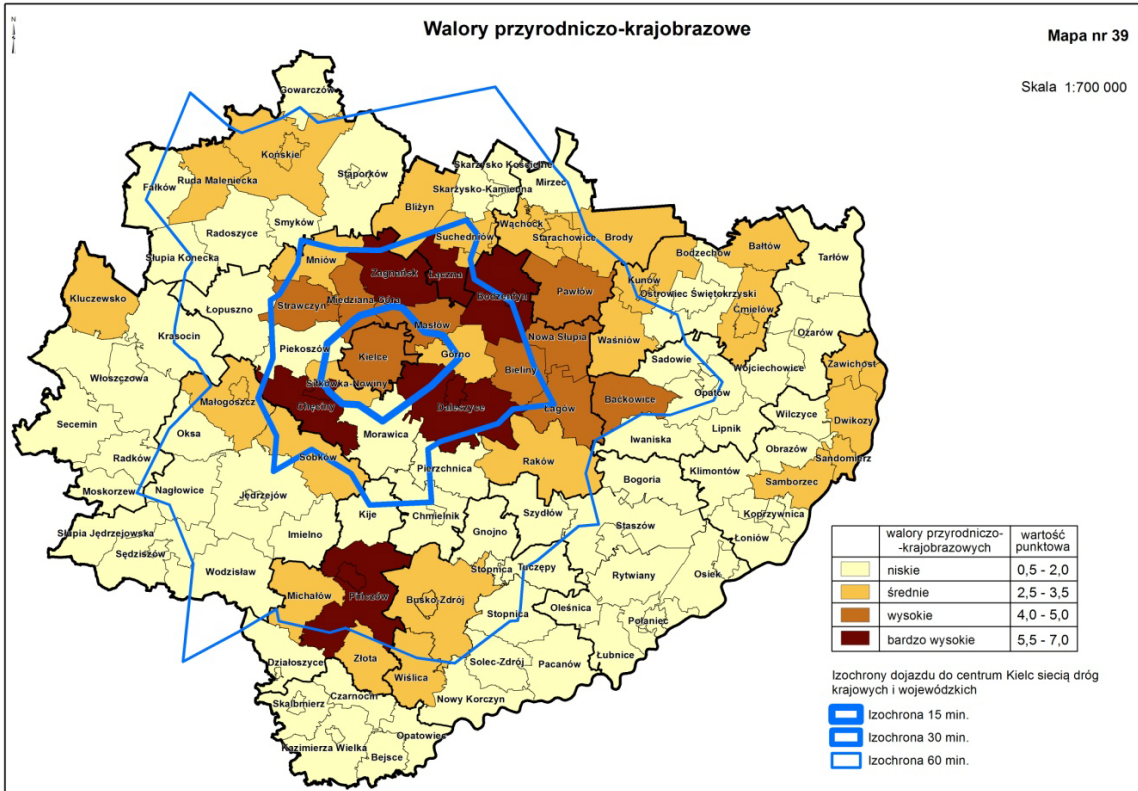 N
Walory przyrodniczo-krajobrazowe
Mapa nr 39
Skala 1:700 000
Gowarczów
Końskie
Stąporków
Ruda Maleniecka
Fałków
Skarżysko Kościelne
Skarżysko-Kamienna
Mirzec
Bliżyn
Smyków
Radoszyce
Słupia Konecka
Wąchock
Suchedniów
Starachowice
Brody
Bodzechów
Bałtów
Tarłów
Mniów
Zagnańsk
Łączna
Bodzentyn
Kunów
Kluczewsko
Łopuszno
Strawczyn
Miedziana Góra
Pawłów
Ostrowiec Świętokrzyski
Ćmielów
Masłów
Krasocin
Nowa Słupia
Waśniów
Ożarów
Piekoszów
Kielce
Górno
Sadowie
Wojciechowice
Zawichost
Włoszczowa
Sitkówka-Nowiny
Bieliny
Opatów
Małogoszcz
Chęciny
Daleszyce
Łagów
Baćkowice
Wilczyce
Dwikozy
Secemin
Oksa
Morawica
Lipnik
Iwaniska
Obrazów
Radków
Sobków
Pierzchnica
Raków
Sandomierz
Klimontów
Moskorzew
Nagłowice
Jędrzejów
Bogoria
Samborzec
Kije
Chmielnik
Szydłów
Koprzywnica
Słupia Jędrzejowska
Imielno
Gnojno
Staszów
Łoniów
Sędziszów
Wodzisław
Stopnica
Tuczępy
Rytwiany
Osiek
Michałów
Pińczów
Busko Zdrój
Stopnica
Oleśnica
Połaniec
Działoszyce
Złota
Solec-Zdrój
Pacanów
Łubnice
Wiślica
Skalbmierz
Czarnocin
Nowy Korczyn
Kazimierza Wielka
Opatowiec
Bejsce
walory przyrodniczo-
-krajobrazowych
wartość
punktowa
niskie 0,5 - 2,0
średnie 2,5 - 3,5
wysokie 4,0 - 5,0
bardzo wysokie 5,5 - 7,0
Izochrony dojazdu do centrum Kielc siecią dróg
krajowych i wojewódzkich
Izochrona 15 min.
Izochrona 30 min.
Izochrona 60 min.